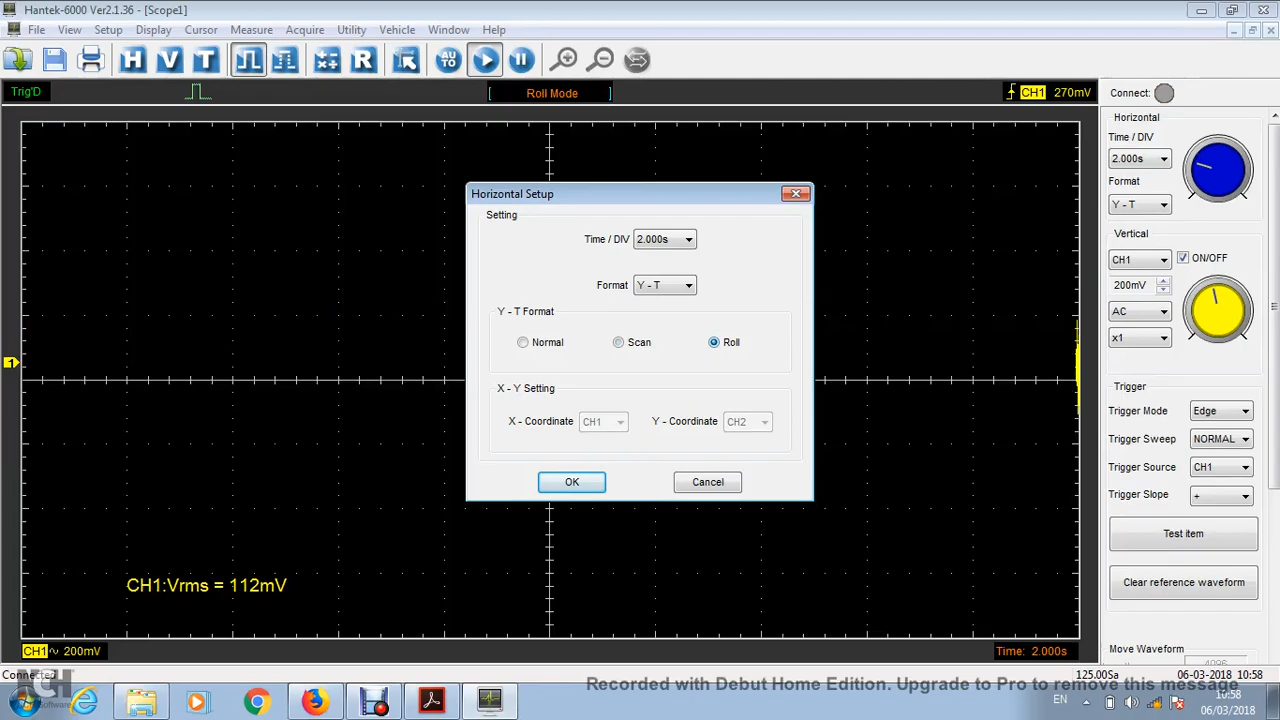 Hantek-6000 Ver2.1.36 - [Scope1]
File View Setup Display Cursor Measure Acquire Utility Vehicle Window Help
H V T R AUTO
Trig'D
Roll Mode
CH1 270mV
Connect:
Horizontal
Time / DIV
2.000s
Format
Y - T
Vertical
CH1 ON/OFF
200mV
AC
x1
Trigger
Trigger Mode Edge
Trigger Sweep NORMAL
Trigger Source CH1
Trigger Slope +
Test item
Clear reference waveform
Move Waveform
4096
Horizontal Setup
Setting
Time / DIV 2.000s
Format Y - T
Y - T Format
Normal Scan Roll
X - Y Setting
X - Coordinate CH1 Y - Coordinate CH2
OK Cancel
1
CH1:Vrms = 112mV
CH1 200mV
Time: 2.000s
Connected
125.00Sa 06-03-2018 10:58
NCH
Software
Recorded with Debut Home Edition. Upgrade to Pro to remove this message
EN
10:58
06/03/2018